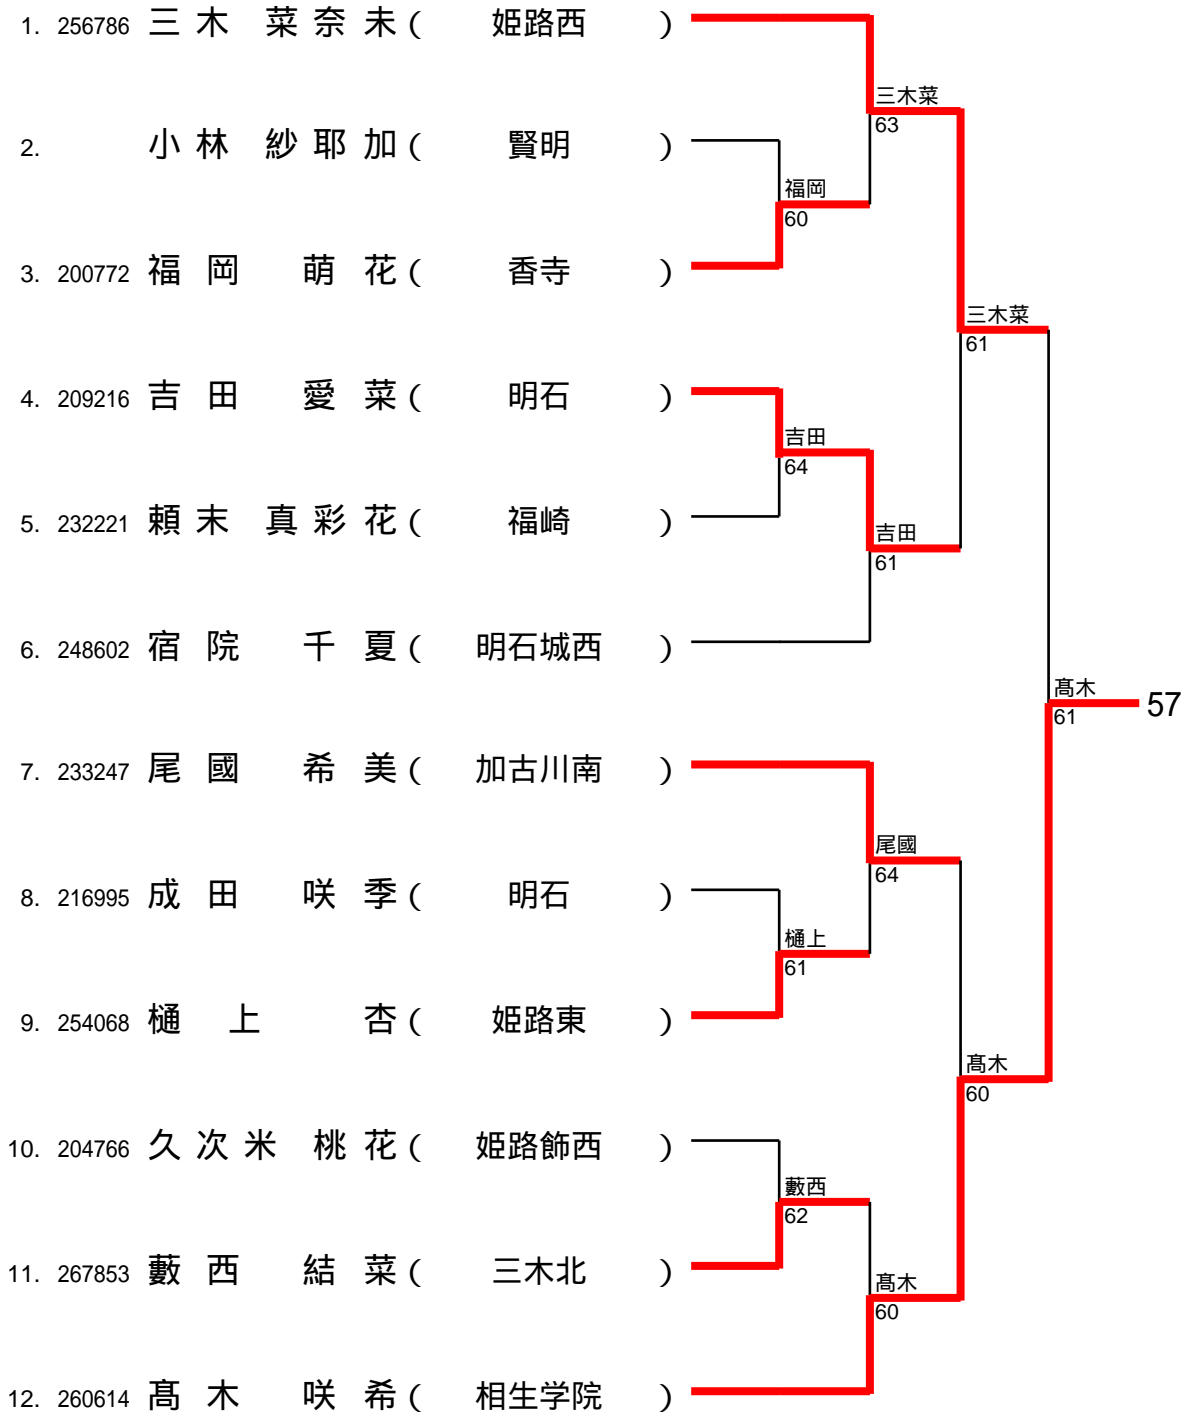 1. 256786 三木 菜奈未 ( 姫路西 )
三木菜
63
2. 小林 紗耶加 ( 賢明 )
福岡
60
3. 200772 福岡 萌花 ( 香寺 )
三木菜
61
4. 209216 吉田 愛菜 ( 明石 )
吉田
64
5. 232221 頼末 真彩花 ( 福崎 )
吉田
61
6. 248602 宿院 千夏 ( 明石城西 )
髙木
61
57
7. 233247 尾國 希美 ( 加古川南 )
尾國
64
8. 216995 成田 咲季 ( 明石 )
樋上
61
9. 254068 樋上 杏 ( 姫路東 )
髙木
60
10. 204766 久次米 桃花 ( 姫路飾西 )
藪西
62
11. 267853 藪西 結菜 ( 三木北 )
髙木
60
12. 260614 髙木 咲希 ( 相生学院 )